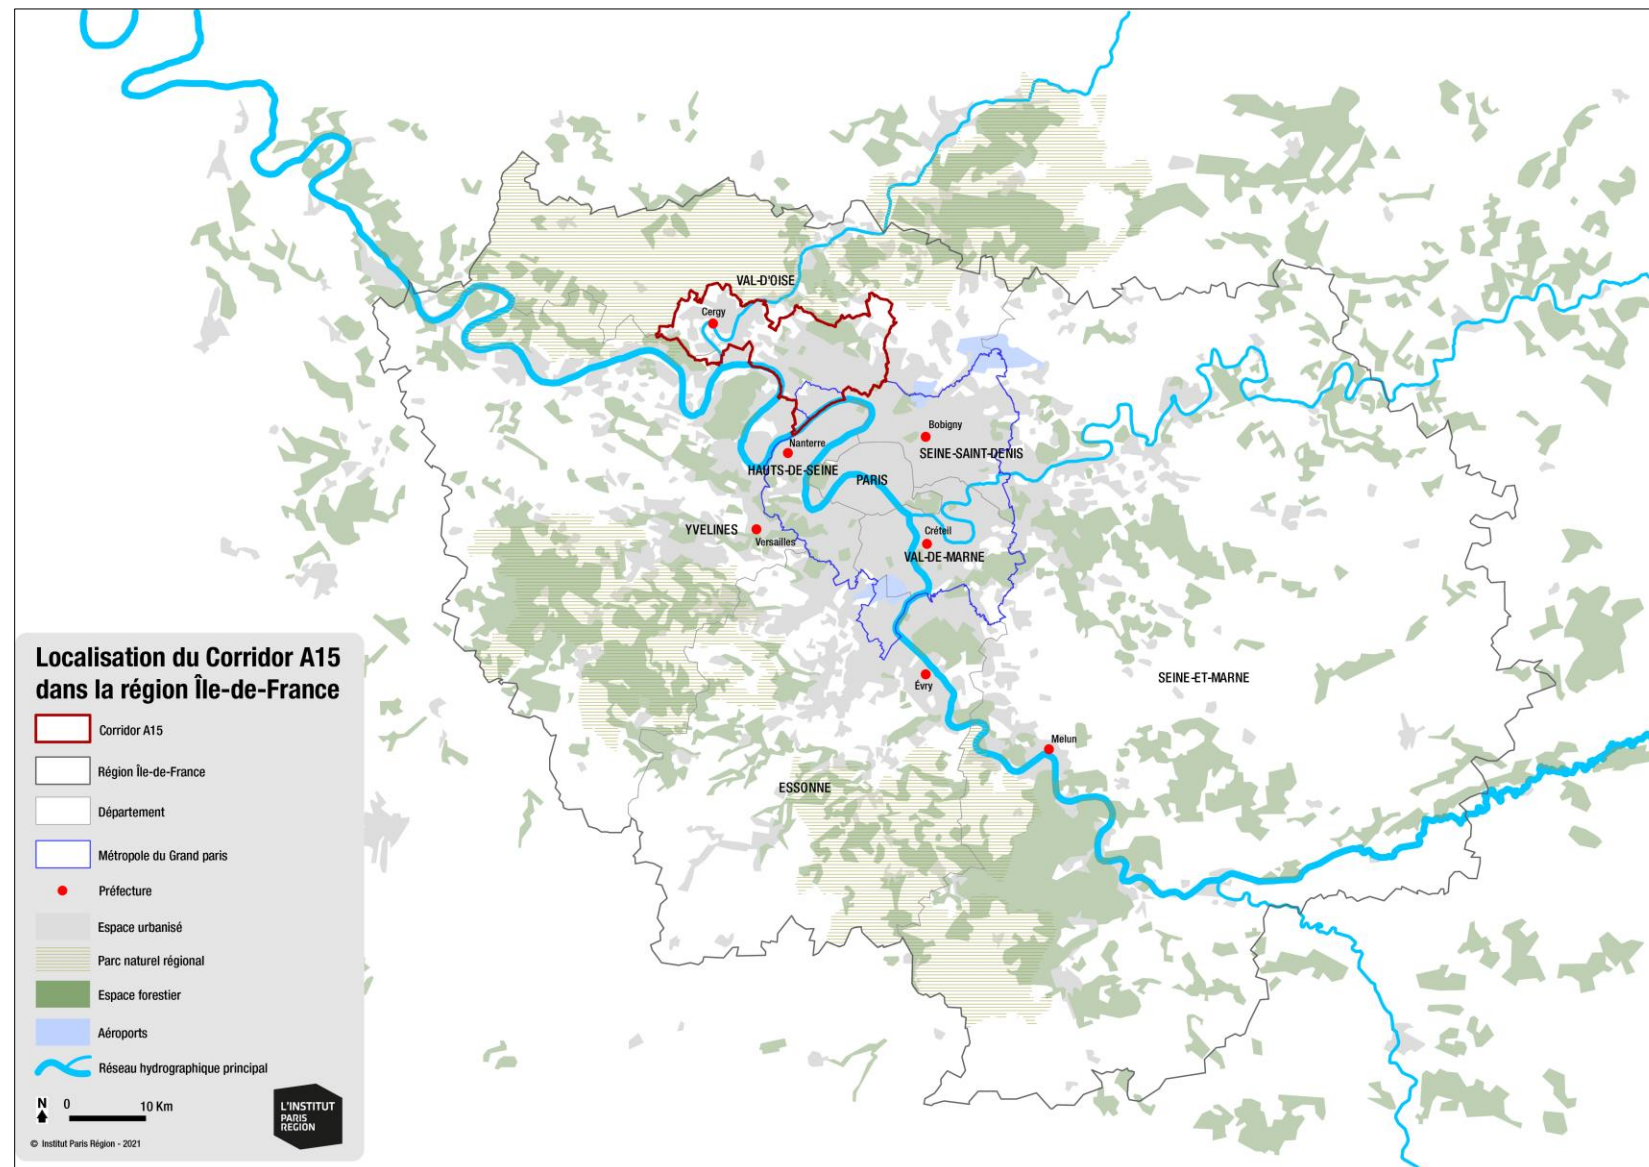 VAL-D'OISE
Cergy
Bobigny
SEINE-SAINT-DENIS
Nanterre
HAUTS-DE-SEINE
PARIS
YVELINES
Versailles
Créteil
VAL-DE-MARNE
Évry
SEINE-ET-MARNE
Melun
ESSONNE
Localisation du Corridor A15
dans la région Île-de-France
Corridor A15
Région Île-de-France
Département
Métropole du Grand paris
Préfecture
Espace urbanisé
Parc naturel régional
Espace forestier
Aéroports
Réseau hydrographique principal
N 0 10 Km
L'INSTITUT
PARIS
REGION
© Institut Paris Région - 2021